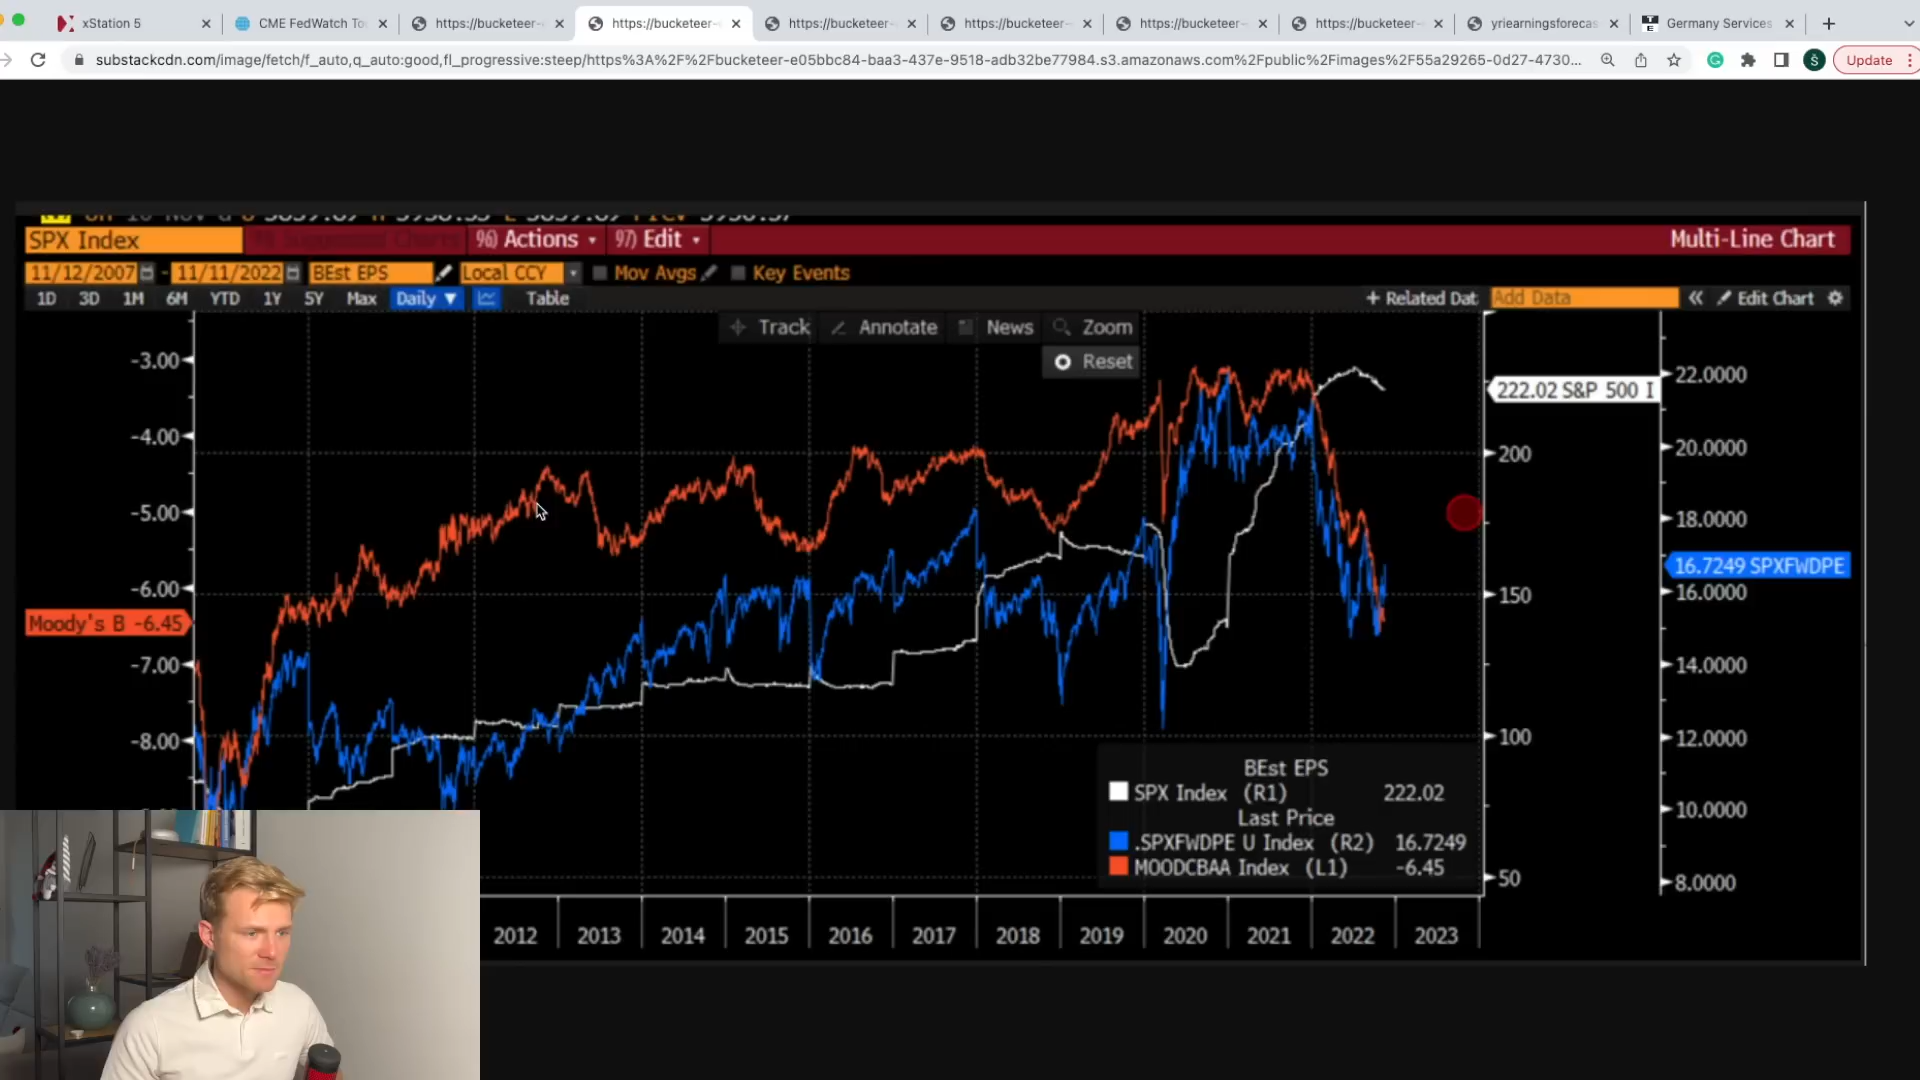 xStation 5
CME FedWatch To
https://bucketeer-
https://bucketeer-
https://bucketeer-
https://bucketeer-
https://bucketeer-
https://bucketeer-
yriearningsforecas
Germany Services
substackcdn.com/image/fetch/f_auto,q_auto:good,fl_progressive:steep/https%3A%2F%2Fbucketeer-e05bbc84-baa3-437e-9518-adb32be77984.s3.amazonaws.com%2Fpublic%2Fimages%2F55a29265-0d27-4730...
Š
Update
SPX Index
96) Actions
97) Edit
Multi-Line Chart
11/12/2007 - 11/11/2022 BEst EPS Local CCY Mov Avgs Key Events
1D 3D 1M 6M YTD 1Y 5Y Max Daily ▼ Table + Related Dat Add Data « Edit Chart
Track Annotate News Zoom
Reset
-3.00
-4.00
-5.00
-6.00
Moody's B -6.45
-7.00
-8.00
222.02 S&P 500 I
200
150
100
50
22.0000
20.0000
18.0000
16.7249 SPXFWDPE
16.0000
14.0000
12.0000
10.0000
8.0000
BEst EPS
SPX Index (R1) 222.02
Last Price
.SPXFWDPE U Index (R2) 16.7249
MOODCBAA Index (L1) -6.45
2012 2013 2014 2015 2016 2017 2018 2019 2020 2021 2022 2023